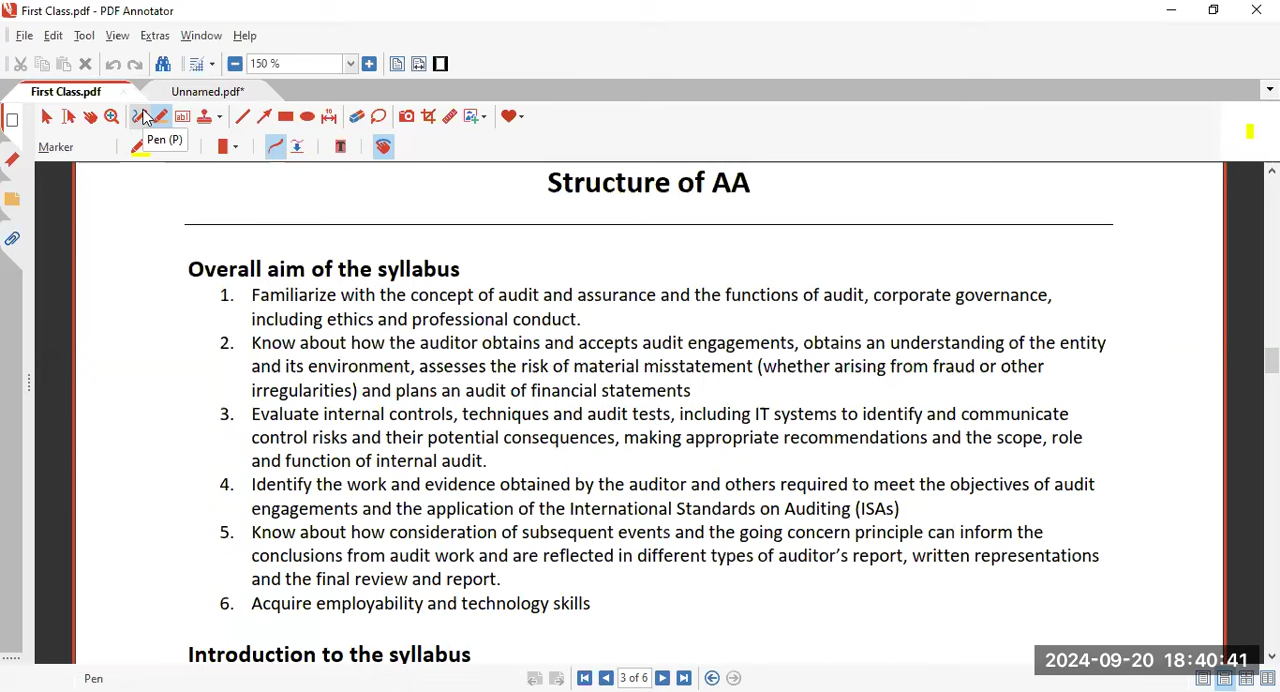 First Class.pdf - PDF Annotator
File Edit Tool View Extras Window Help
150 %
First Class.pdf Unnamed.pdf*
Pen (P)
Marker
Structure of AA
Overall aim of the syllabus
1. Familiarize with the concept of audit and assurance and the functions of audit, corporate governance,
including ethics and professional conduct.
2. Know about how the auditor obtains and accepts audit engagements, obtains an understanding of the entity
and its environment, assesses the risk of material misstatement (whether arising from fraud or other
irregularities) and plans an audit of financial statements
3. Evaluate internal controls, techniques and audit tests, including IT systems to identify and communicate
control risks and their potential consequences, making appropriate recommendations and the scope, role
and function of internal audit.
4. Identify the work and evidence obtained by the auditor and others required to meet the objectives of audit
engagements and the application of the International Standards on Auditing (ISAs)
5. Know about how consideration of subsequent events and the going concern principle can inform the
conclusions from audit work and are reflected in different types of auditor's report, written representations
and the final review and report.
6. Acquire employability and technology skills
Introduction to the syllabus
2024-09-20 18:40:41
Pen 3 of 6